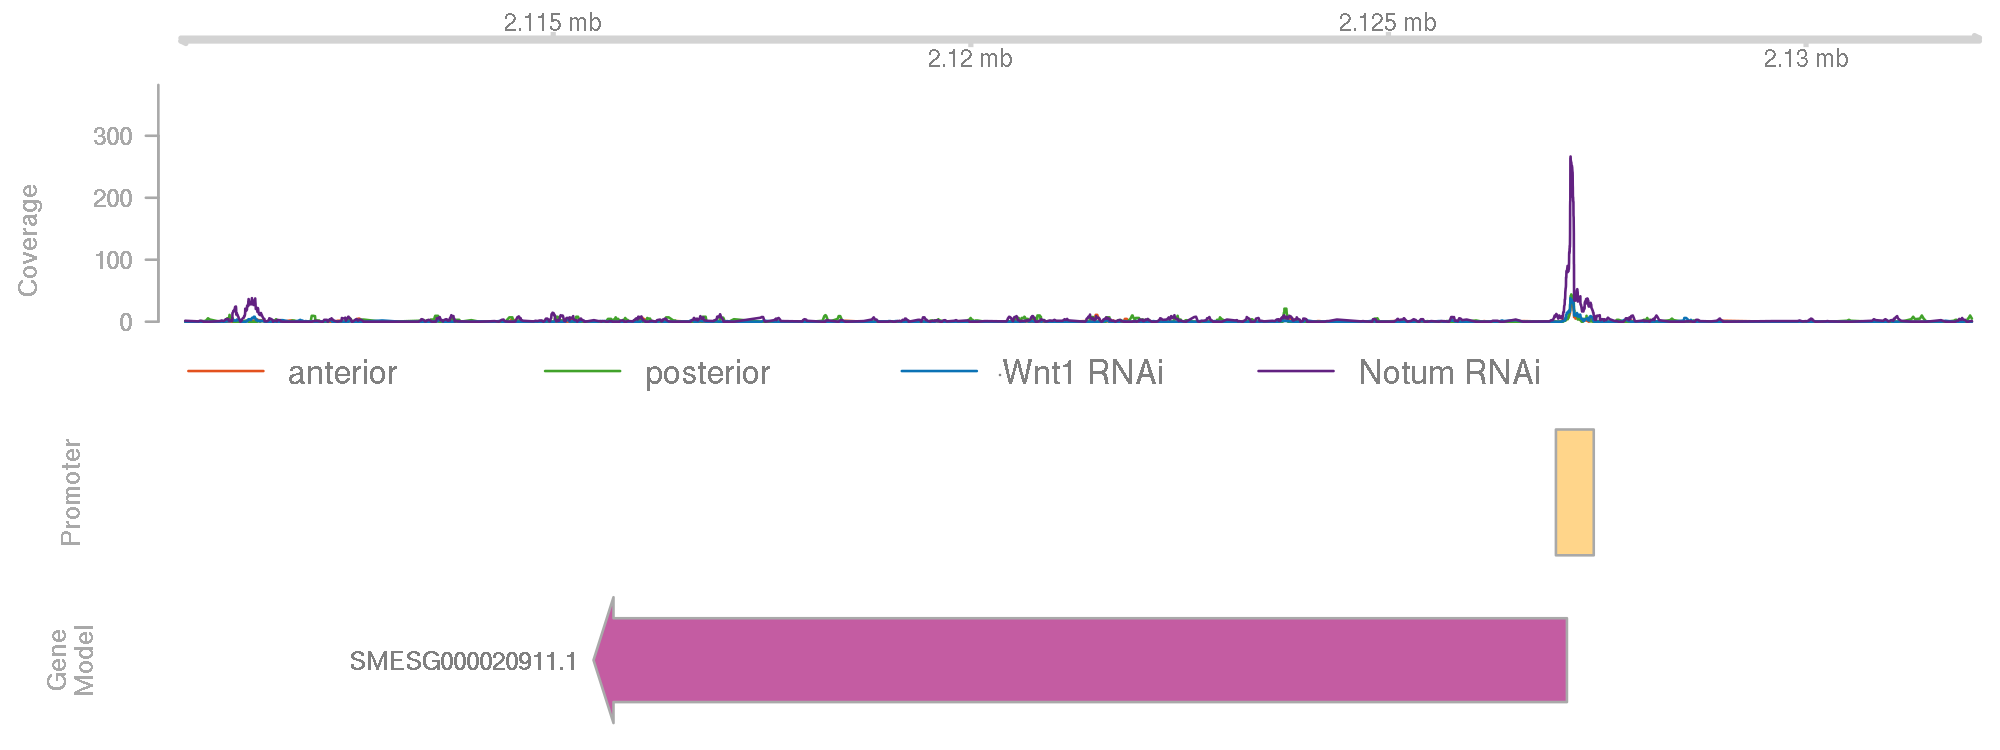 2.115 mb
2.125 mb
2.12 mb
2.13 mb
Coverage
300
200
100
0
anterior
posterior
Wnt1 RNAi
Notum RNAi
Promoter
Gene
Model
SMESG000020911.1